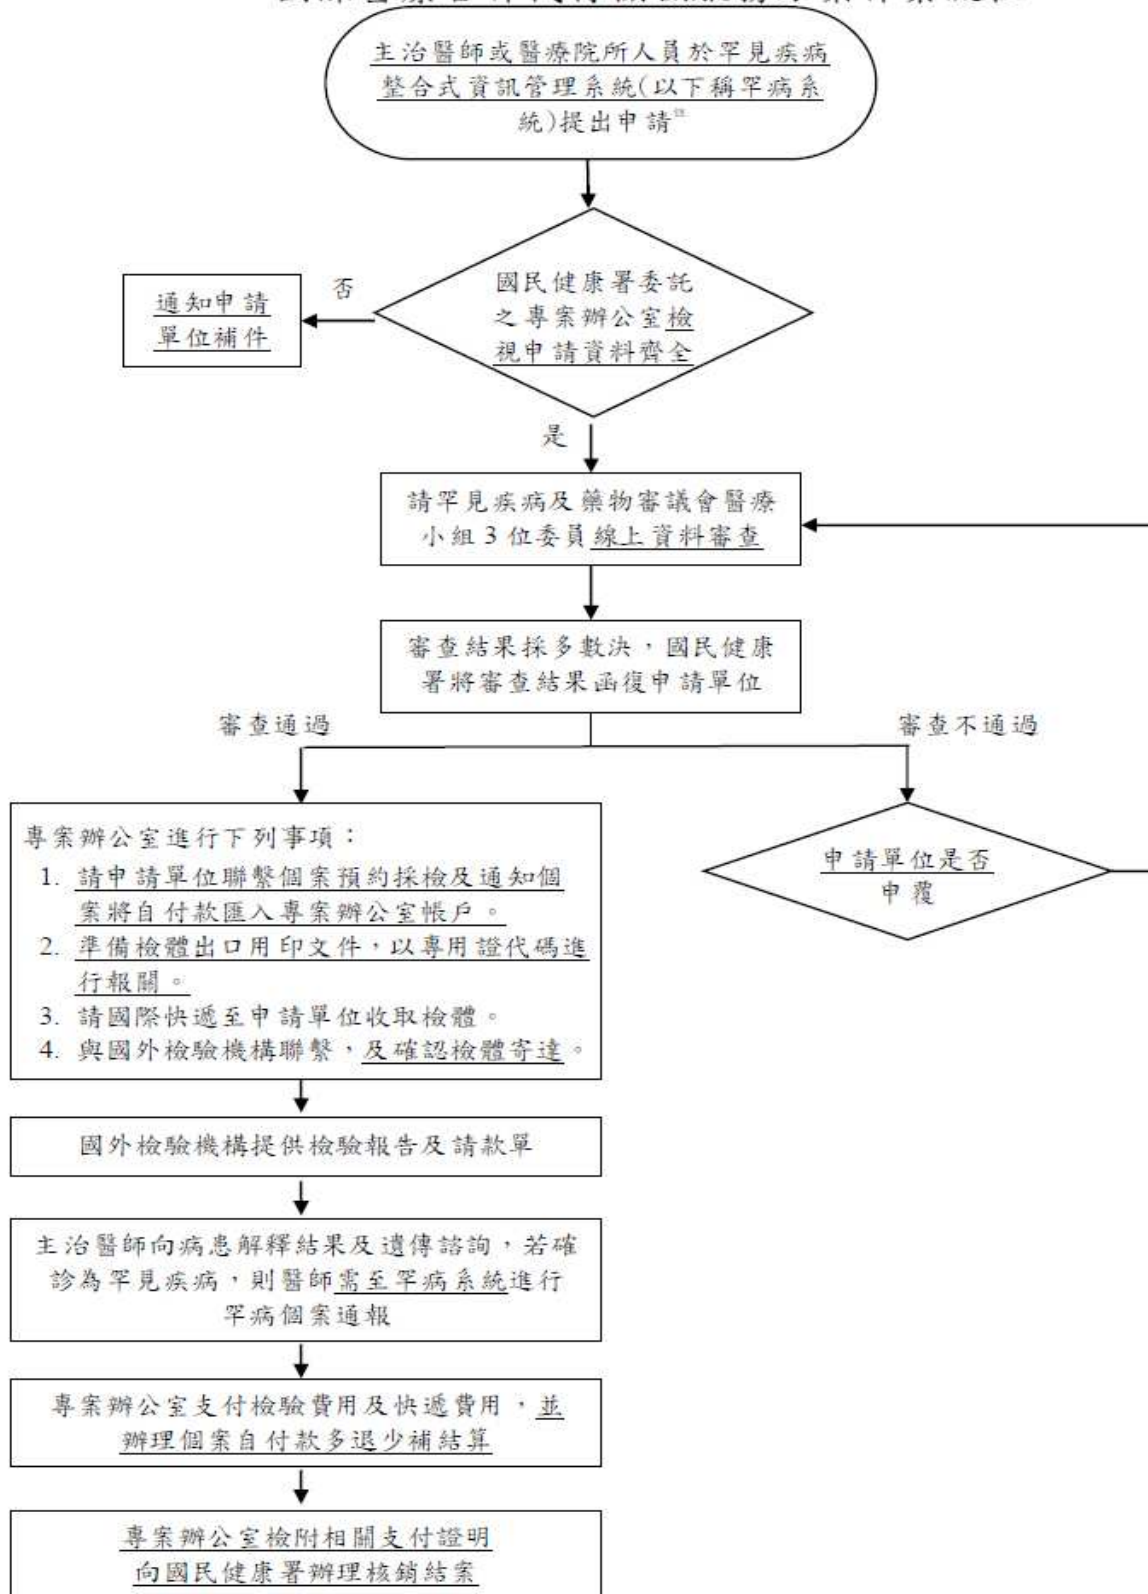 主治醫師或醫療院所人員於罕見疾病
整合式資訊管理系統(以下稱罕病系
統)提出申請註
國民健康署委託
之專案辦公室檢
視申請資料齊全
否
通知申請
單位補件
是
請罕見疾病及藥物審議會醫療
小組 3 位委員線上資料審查
審查結果採多數決，國民健康
署將審查結果函復申請單位
審查通過
審查不通過
專案辦公室進行下列事項：
1. 請申請單位聯繫個案預約採檢及通知個
案將自付款匯入專案辦公室帳戶。
2. 準備檢體出口用印文件，以專用證代碼進
行報關。
3. 請國際快遞至申請單位收取檢體。
4. 與國外檢驗機構聯繫，及確認檢體寄達。
申請單位是否
申覆
國外檢驗機構提供檢驗報告及請款單
主治醫師向病患解釋結果及遺傳諮詢，若確
診為罕見疾病，則醫師需至罕病系統進行
罕病個案通報
專案辦公室支付檢驗費用及快遞費用，並
辦理個案自付款多退少補結算
專案辦公室檢附相關支付證明
向國民健康署辦理核銷結案